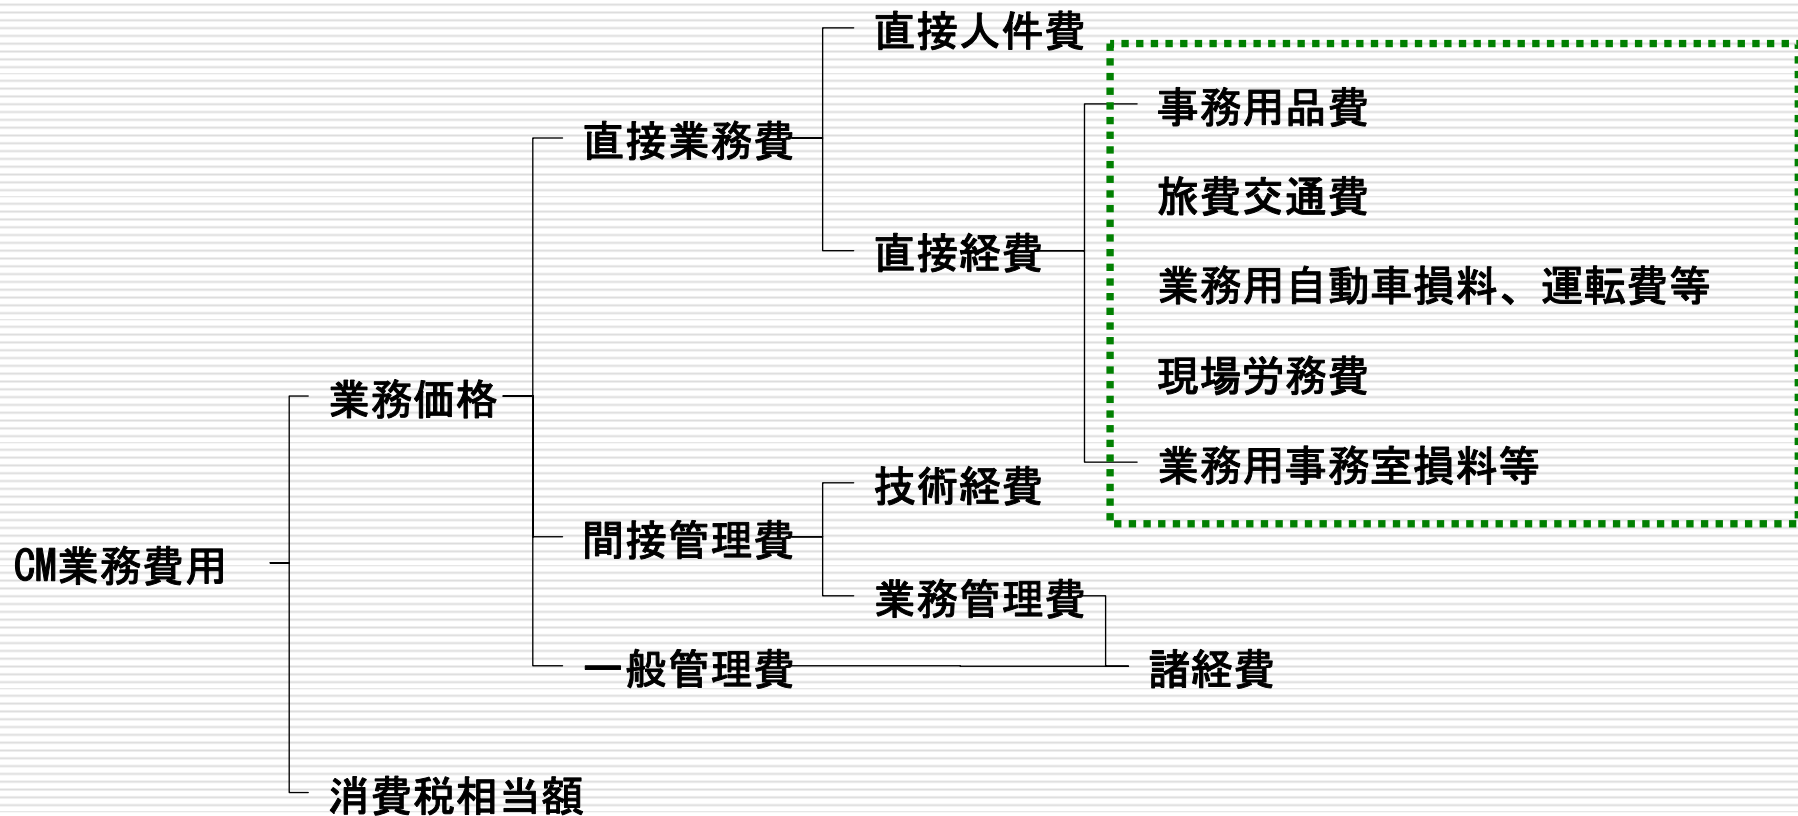 直接人件費
事務用品費
直接業務費
旅費交通費
直接経費
業務用自動車損料、運転費等
現場労務費
業務価格
業務用事務室損料等
技術経費
間接管理費
CM業務費用
業務管理費
一般管理費
諸経費
消費税相当額